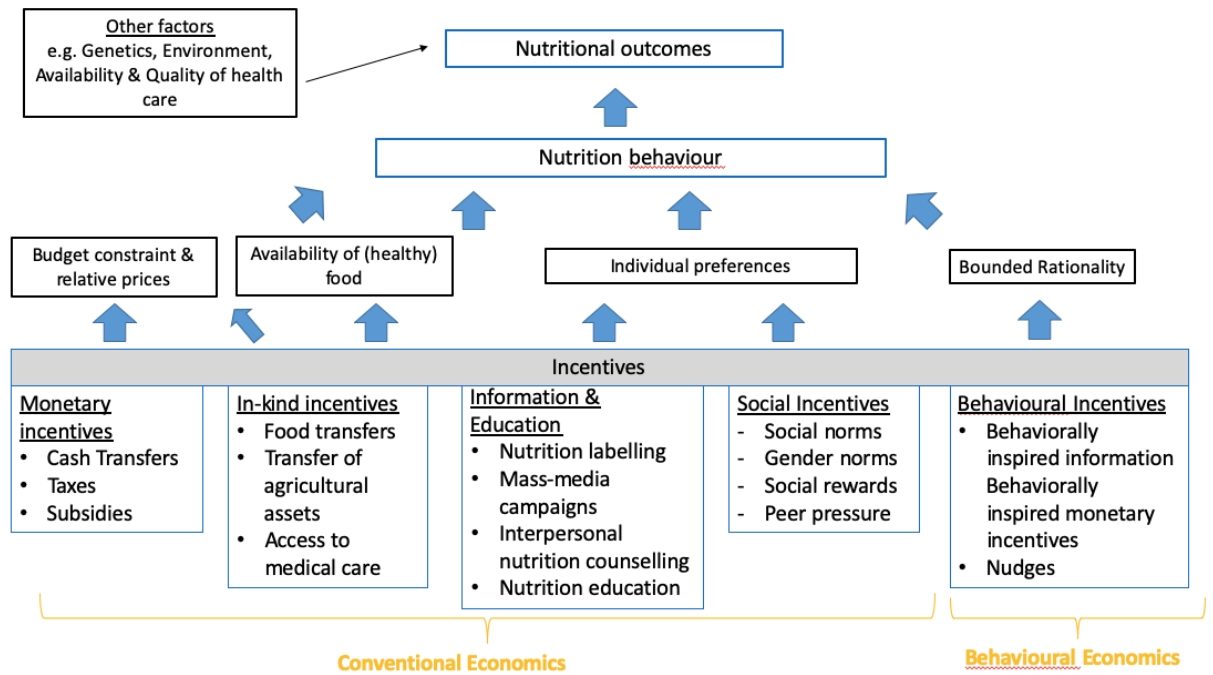 Other factors
e.g. Genetics, Environment,
Availability & Quality of health
care
Nutritional outcomes
Nutrition behaviour
Budget constraint &
relative prices
Availability of (healthy)
food
Individual preferences
Bounded Rationality
Incentives
Monetary
incentives
• Cash Transfers
• Taxes
• Subsidies
In-kind incentives
• Food transfers
• Transfer of
agricultural
assets
• Access to
medical care
Information &
Education
• Nutrition labelling
• Mass-media
campaigns
• Interpersonal
nutrition counselling
• Nutrition education
Social Incentives
- Social norms
- Gender norms
- Social rewards
- Peer pressure
Behavioural Incentives
• Behaviorally
inspired information
Behaviorally
inspired monetary
incentives
• Nudges
Conventional Economics
Behavioural Economics